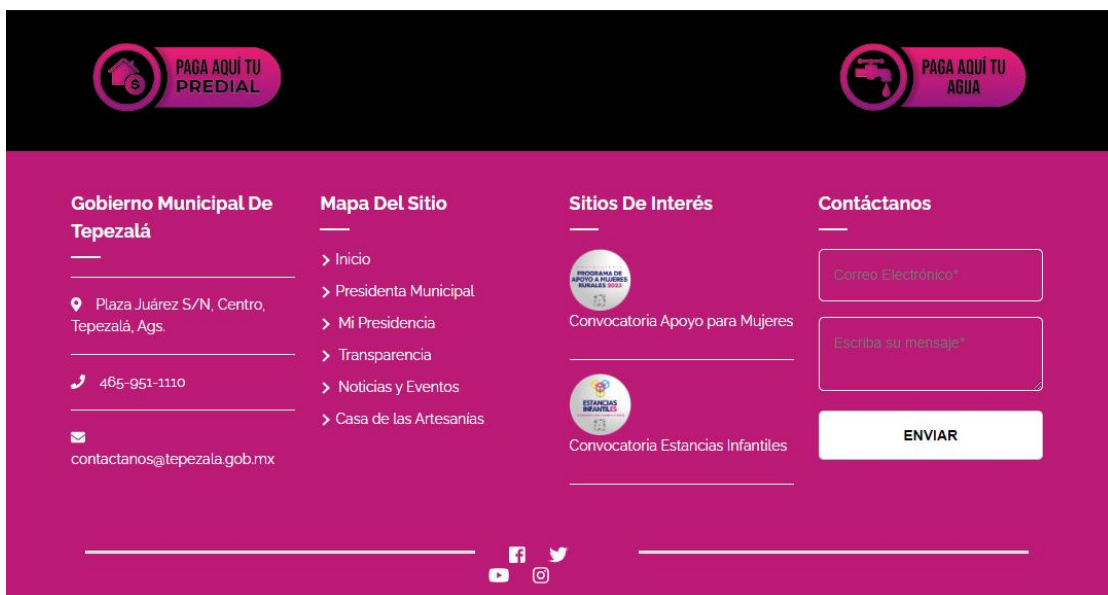 PAGA AQUÍ TU
PREDIAL
PAGA AQUÍ TU
AGUA
Gobierno Municipal De
Tepezalá
Plaza Juárez S/N, Centro,
Tepezalá, Ags.
465-951-1110
contactanos@tepezala.gob.mx
Mapa Del Sitio
Inicio
Presidenta Municipal
Mi Presidencia
Transparencia
Noticias y Eventos
Casa de las Artesanías
Sitios De Interés
PROGRAMA DE
APOYO A MUJERES
RURALES 2023
Convocatoria Apoyo para Mujeres
ESTANCIAS
INFANTILES
Convocatoria Estancias Infantiles
Contáctanos
Correo Electrónico*
Escriba su mensaje*
ENVIAR